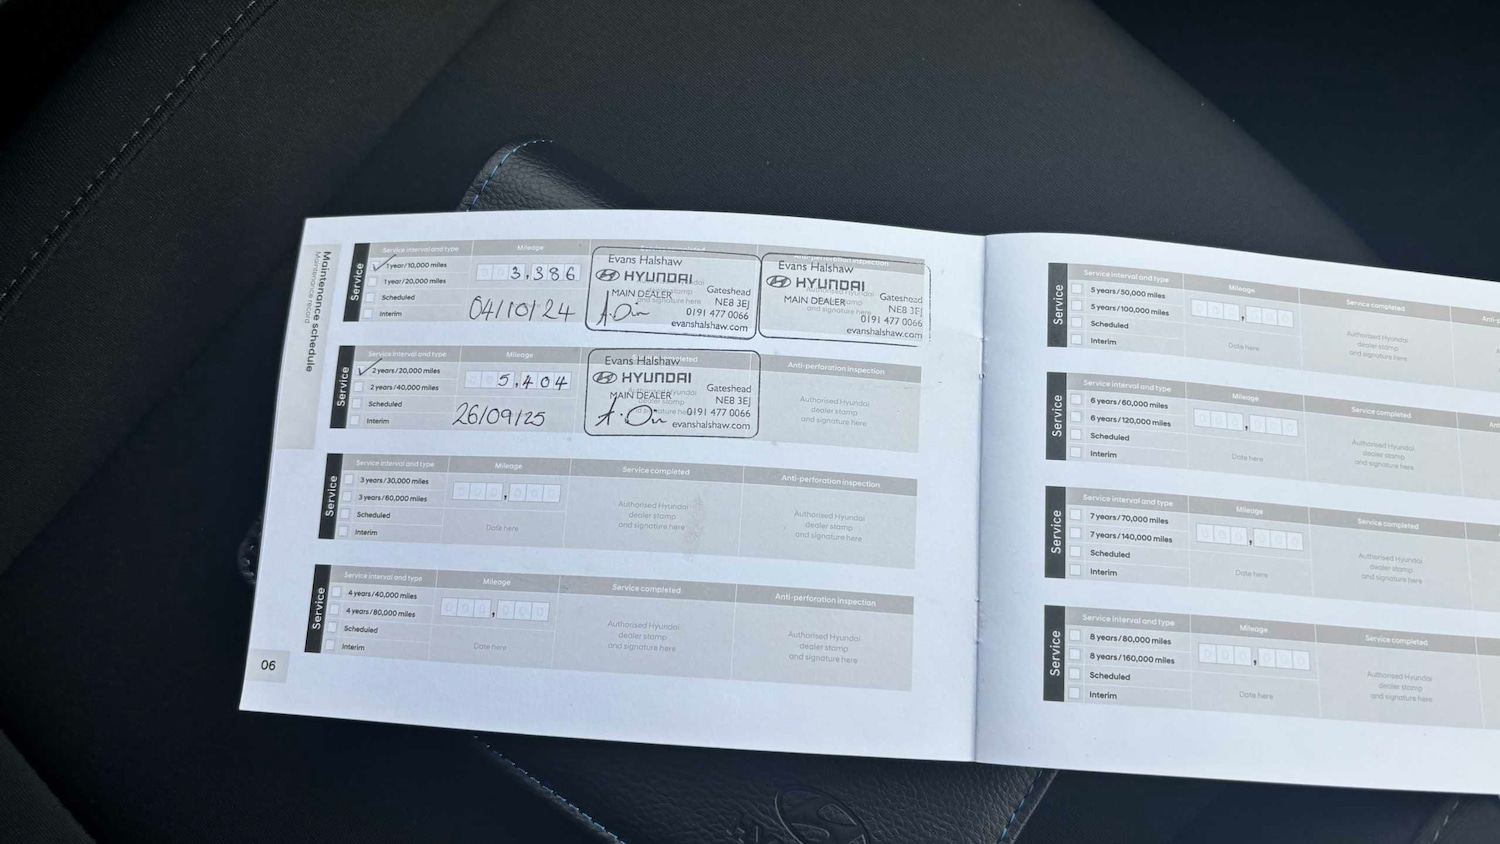 Maintenance schedule
Maintenance record
Service
Service interval and type
Mileage
1 year/10,000 miles
1 year/20,000 miles
Scheduled
Interim
3,386
04/10/24
Evans Halshaw
HYUNDAI
MAIN DEALER
Gateshead
NE8 3EJ
0191 477 0066
evanshalshaw.com
Evans Halshaw
HYUNDAI
MAIN DEALER
Gateshead
NE8 3EJ
0191 477 0066
evanshalshaw.com
Service
Service interval and type
Mileage
Anti-perforation inspection
2 years/20,000 miles
2 years/40,000 miles
Scheduled
Interim
5,404
26/09/25
Evans Halshaw
HYUNDAI
MAIN DEALER
Gateshead
NE8 3EJ
0191 477 0066
evanshalshaw.com
Authorised Hyundai
dealer stamp
and signature here
Service
Service interval and type
Mileage
Service completed
Anti-perforation inspection
3 years/30,000 miles
3 years/60,000 miles
Scheduled
Interim
000,000
Date here
Authorised Hyundai
dealer stamp
and signature here
Authorised Hyundai
dealer stamp
and signature here
Service
Service interval and type
Mileage
Service completed
Anti-perforation inspection
4 years/40,000 miles
4 years/80,000 miles
Scheduled
Interim
000,000
Date here
Authorised Hyundai
dealer stamp
and signature here
Authorised Hyundai
dealer stamp
and signature here
06
Service
Service interval and type
Mileage
Service completed
5 years/50,000 miles
5 years/100,000 miles
Scheduled
Interim
000,000
Date here
Authorised Hyundai
dealer stamp
and signature here
Service
Service interval and type
Mileage
Service completed
6 years/60,000 miles
6 years/120,000 miles
Scheduled
Interim
000,000
Date here
Authorised Hyundai
dealer stamp
and signature here
Service
Service interval and type
Mileage
Service completed
7 years/70,000 miles
7 years/140,000 miles
Scheduled
Interim
000,000
Date here
Authorised Hyundai
dealer stamp
and signature here
Service
Service interval and type
Mileage
Service completed
8 years/80,000 miles
8 years/160,000 miles
Scheduled
Interim
000,000
Date here
Authorised Hyundai
dealer stamp
and signature here